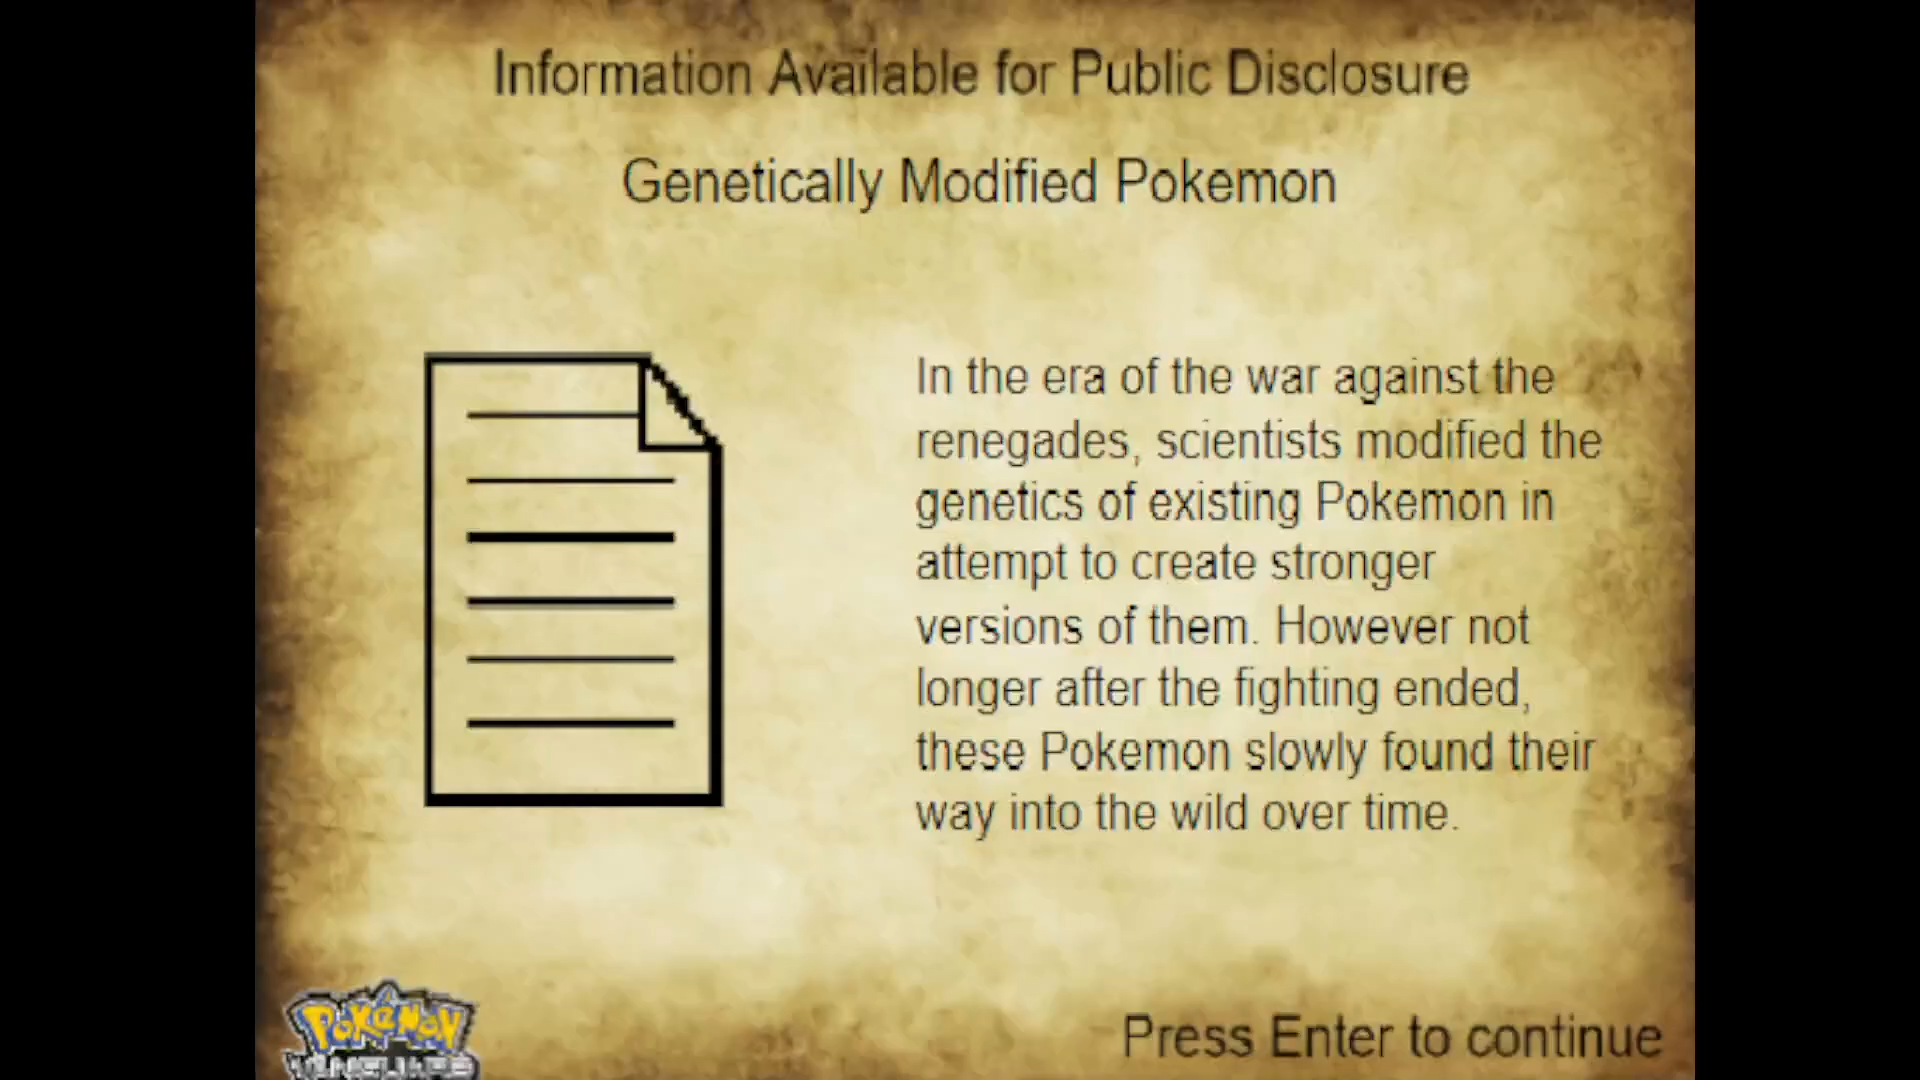 Information Available for Public Disclosure
Genetically Modified Pokemon
In the era of the war against the
renegades, scientists modified the
genetics of existing Pokemon in
attempt to create stronger
versions of them. However not
longer after the fighting ended,
these Pokemon slowly found their
way into the wild over time.
POKéMON
Press Enter to continue